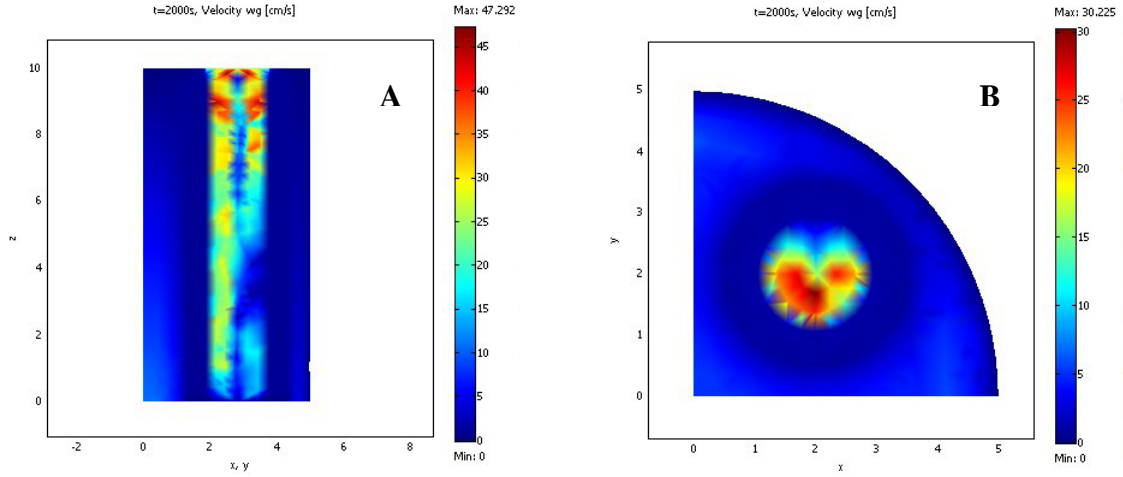 t=2000s, Velocity wg [cm/s]
Max: 47.292
A
10
8
6
4
2
0
z
-2 0 2 4 6 8
x, y
45
40
35
30
25
20
15
10
5
0
Min: 0
t=2000s, Velocity wg [cm/s]
Max: 30.225
B
5
4
3
2
1
0
y
0 1 2 3 4 5
x
30
25
20
15
10
5
0
Min: 0